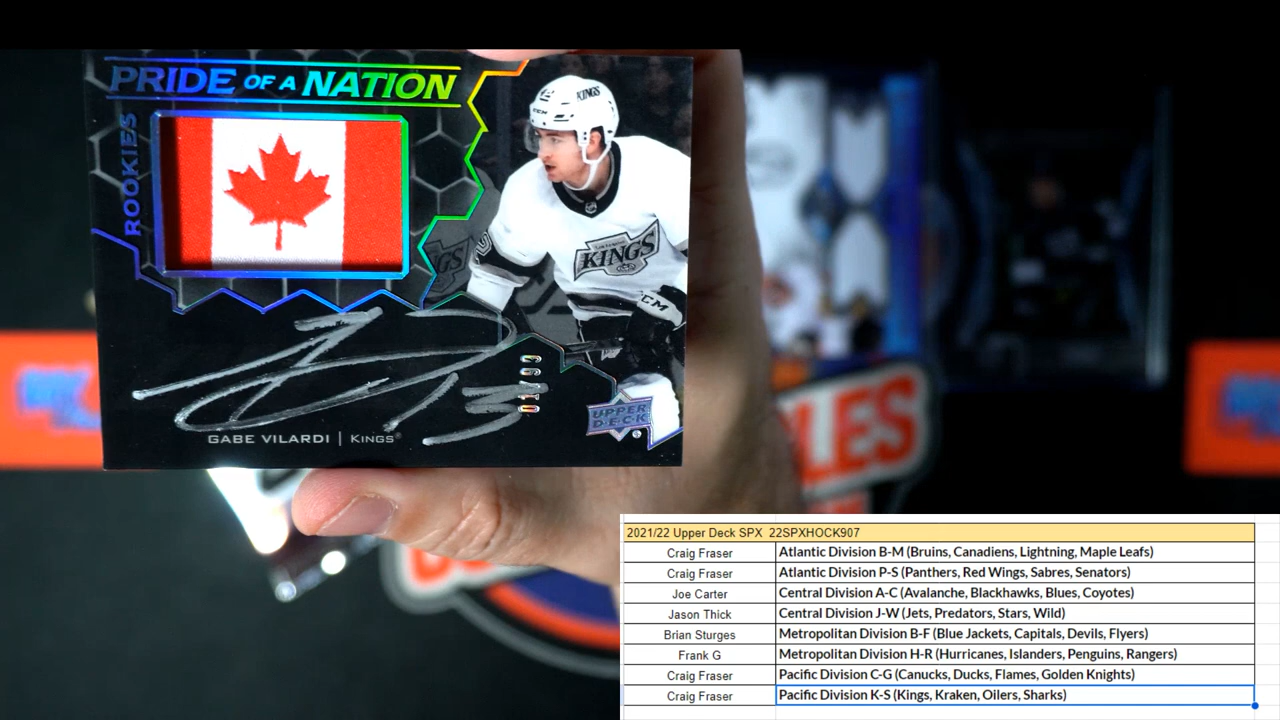 PRIDE OF A NATION
ROOKIES
KINGS
CCM
KINGS
CCM
13
GABE VILARDI | KINGS
UPPER
DECK
LES
2021/22 Upper Deck SPX 22SPXHOCK907
Craig Fraser Atlantic Division B-M (Bruins, Canadiens, Lightning, Maple Leafs)
Craig Fraser Atlantic Division P-S (Panthers, Red Wings, Sabres, Senators)
Joe Carter Central Division A-C (Avalanche, Blackhawks, Blues, Coyotes)
Jason Thick Central Division J-W (Jets, Predators, Stars, Wild)
Brian Sturges Metropolitan Division B-F (Blue Jackets, Capitals, Devils, Flyers)
Frank G Metropolitan Division H-R (Hurricanes, Islanders, Penguins, Rangers)
Craig Fraser Pacific Division C-G (Canucks, Ducks, Flames, Golden Knights)
Craig Fraser Pacific Division K-S (Kings, Kraken, Oilers, Sharks)